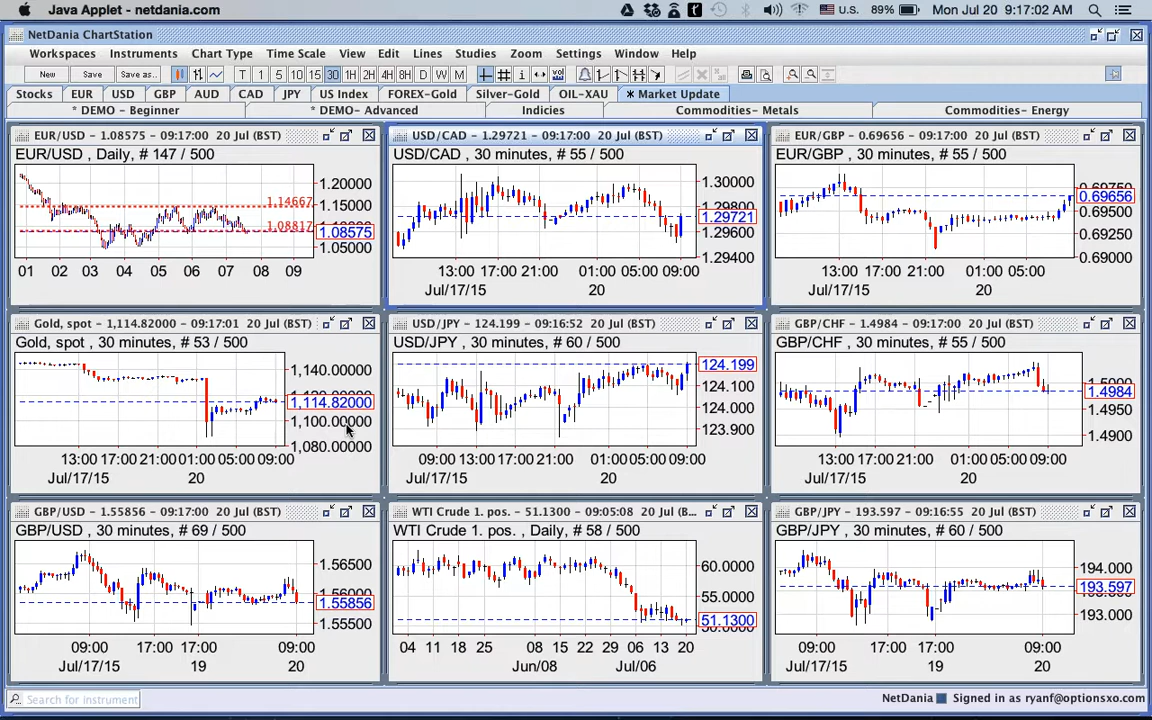 Java Applet - netdania.com
U.S. 89% Mon Jul 20 9:17:02 AM
NetDania ChartStation
Workspaces Instruments Chart Type Time Scale View Edit Lines Studies Zoom Settings Window Help
New Save Save as.. T 1 5 10 15 30 1H 2H 4H 8H D W M
Stocks EUR USD GBP AUD CAD JPY US Index FOREX-Gold Silver-Gold OIL-XAU * Market Update
* DEMO - Beginner * DEMO- Advanced Indicies Commodities- Metals Commodities- Energy
EUR/USD - 1.08575 - 09:17:00 20 Jul (BST)
EUR/USD , Daily, # 147 / 500
1.20000
1.14667 1.15000
1.08817
1.08575
1.05000
01 02 03 04 05 06 07 08 09
USD/CAD - 1.29721 - 09:17:00 20 Jul (BST)
USD/CAD , 30 minutes, # 55 / 500
1.30000
1.29721
1.29600
1.29400
13:00 17:00 21:00 01:00 05:00 09:00
Jul/17/15 20
EUR/GBP - 0.69656 - 09:17:00 20 Jul (BST)
EUR/GBP , 30 minutes, # 55 / 500
0.69656
0.69500
0.69000
13:00 17:00 21:00 01:00 05:00
Jul/17/15 20
Gold, spot - 1,114.82000 - 09:17:01 20 Jul (BST)
Gold, spot , 30 minutes, # 53 / 500
1,140.00000
1,114.82000
1,100.00000
1,080.00000
13:00 17:00 21:00 01:00 05:00 09:00
Jul/17/15 20
USD/JPY - 124.199 - 09:16:52 20 Jul (BST)
USD/JPY , 30 minutes, # 60 / 500
124.199
124.100
124.000
123.900
09:00 13:00 17:00 21:00 01:00 05:00 09:00
Jul/17/15 20
GBP/CHF - 1.4984 - 09:17:00 20 Jul (BST)
GBP/CHF , 30 minutes, # 55 / 500
1.4984
1.4950
1.4900
13:00 17:00 21:00 01:00 05:00 09:00
Jul/17/15 20
GBP/USD - 1.55856 - 09:17:00 20 Jul (BST)
GBP/USD , 30 minutes, # 69 / 500
1.56500
1.55856
1.55500
09:00 17:00 17:00 09:00
Jul/17/15 19 20
WTI Crude 1. pos. - 51.1300 - 09:05:08 20 Jul (B...
WTI Crude 1. pos. , Daily, # 58 / 500
60.0000
55.0000
51.1300
04 11 18 25 08 15 22 29 06 13 20
Jun/08 Jul/06
GBP/JPY - 193.597 - 09:16:55 20 Jul (BST)
GBP/JPY , 30 minutes, # 60 / 500
194.000
193.597
193.000
09:00 17:00 17:00 09:00
Jul/17/15 19 20
Search for instrument
NetDania Signed in as ryanf@optionsxo.com